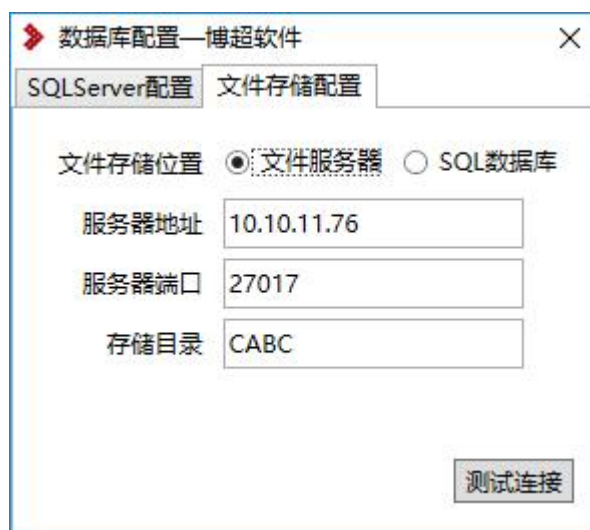 数据库配置—博超软件
SQLServer配置 文件存储配置
文件存储位置 文件服务器 SQL数据库
服务器地址 10.10.11.76
服务器端口 27017
存储目录 CABC
测试连接